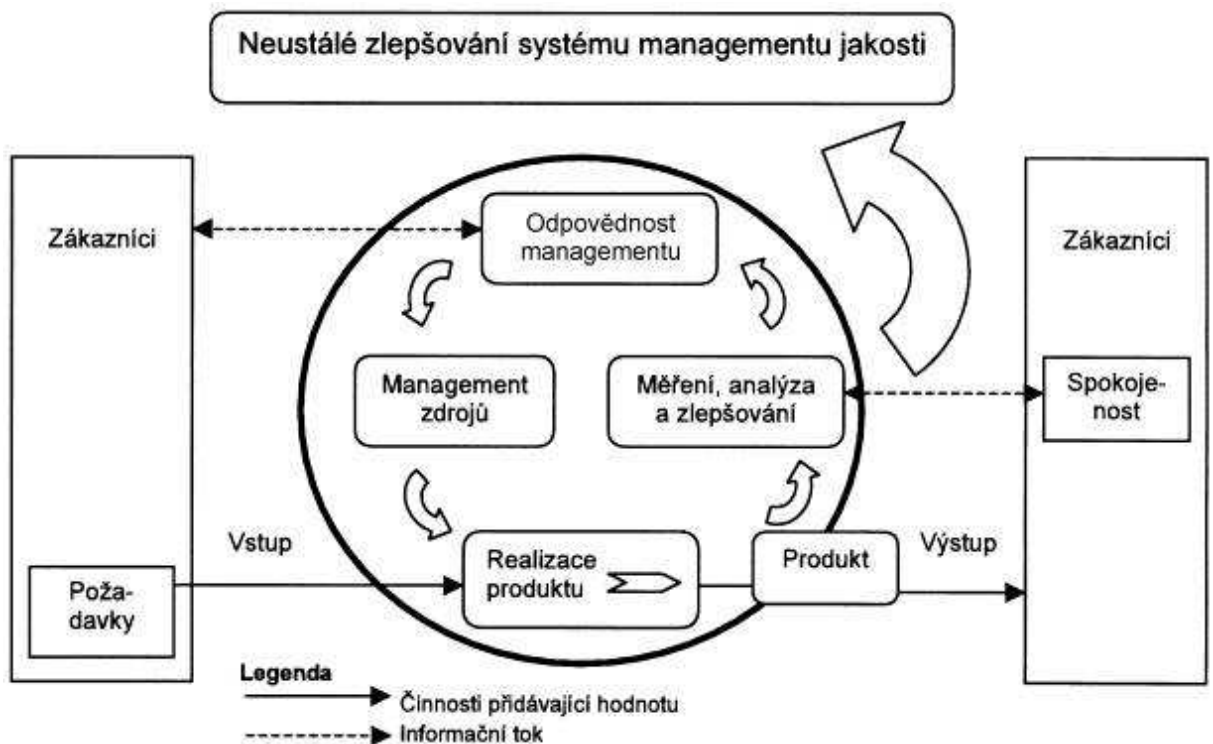 Neustálé zlepšování systému managementu jakosti
Zákazníci
Odpovědnost
managementu
Zákazníci
Management
zdrojů
Měření, analýza
a zlepšování
Spokoje-
nost
Vstup
Realizace
produktu
Produkt
Výstup
Poža-
davky
Legenda
Činnosti přidávající hodnotu
Informační tok